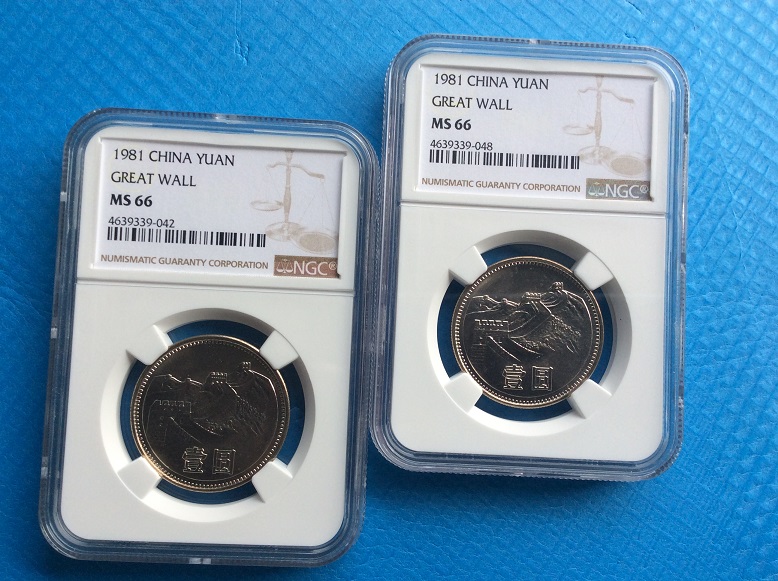 1981 CHINA YUAN
GREAT WALL
MS 66
4639339-042
NUMISMATIC GUARANTY CORPORATION
NGC®
壹圆
1981 CHINA YUAN
GREAT WALL
MS 66
4639339-048
NUMISMATIC GUARANTY CORPORATION
NGC®
壹圆